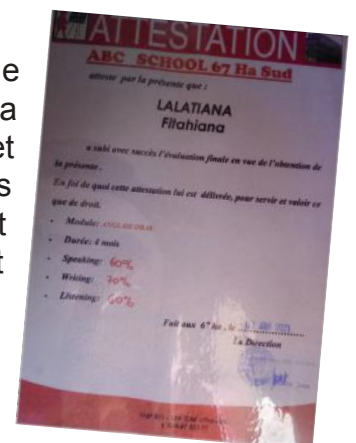 e
a
et
s
t
t
ATTESTATION
ABC SCHOOL 67 Ha Sud
atteste par la présente que :
LALATIANA
Fitahiana
a subi avec succès l'évaluation finale en vue de l'obtention de
la présente.
En foi de quoi cette attestation lui est délivrée, pour servir et valoir ce
que de droit.
- Module: ANGLAIS ORAL
- Durée: 4 mois
- Speaking: 60%
- Writing: 70%
- Listening: 60%
Fait aux 67 ha, le
La Direction